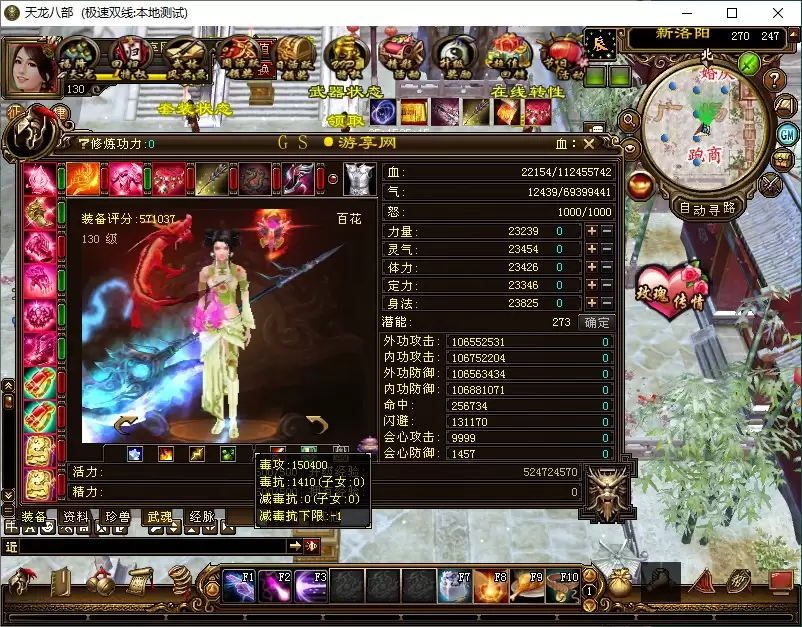 天龙八部 (极速双线:本地测试)
新洛阳 270 247
辰
北
130
套装状态
武器状态
领取
在线转性
GM
广场
跑商
自动寻路
玫瑰传情
修炼功力:0
GS●游享网
血:
装备评分:571037
百花
130 级
血: 22154/112455742
气: 12439/69399441
怒: 1000/1000
力量: 23239 0
灵气: 23454 0
体力: 23426 0
定力: 23346 0
身法: 23825 0
潜能: 273 确定
外功攻击: 106552531 0
内功攻击: 106752204 0
外功防御: 106563434 0
内功防御: 106881071 0
命中: 256734 0
闪避: 131170 0
会心攻击: 9999 0
会心防御: 1457 0
活力:
精力:
524724570
0
毒攻:150400
毒抗:1410(子女:0)
减毒抗:0(子女:0)
减毒抗下限:-1
装备 资料 珍兽 武魂 经脉
近
F1 F2 F3 F7 F8 F9 F10
1